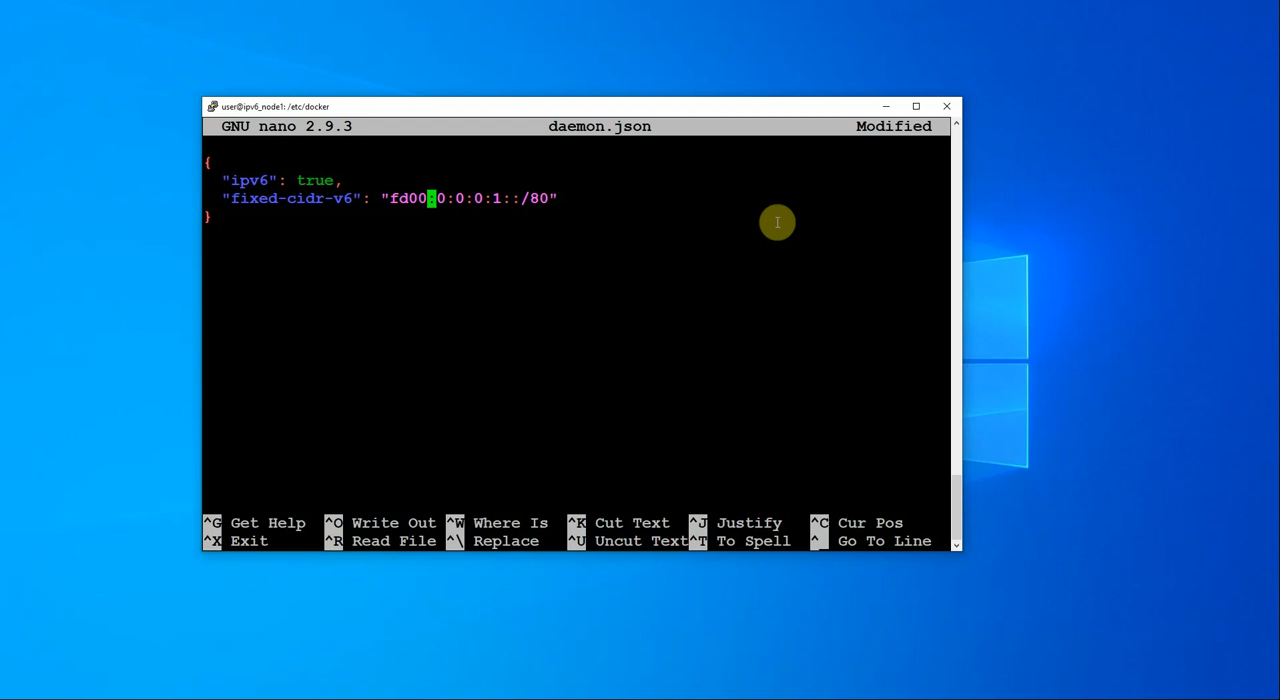 user@ipv6_node1: /etc/docker
GNU nano 2.9.3 daemon.json Modified
{
"ipv6": true,
"fixed-cidr-v6": "fd00:0:0:0:1::/80"
}
^G Get Help ^O Write Out ^W Where Is ^K Cut Text ^J Justify ^C Cur Pos
^X Exit ^R Read File ^\ Replace ^U Uncut Text ^T To Spell ^_ Go To Line